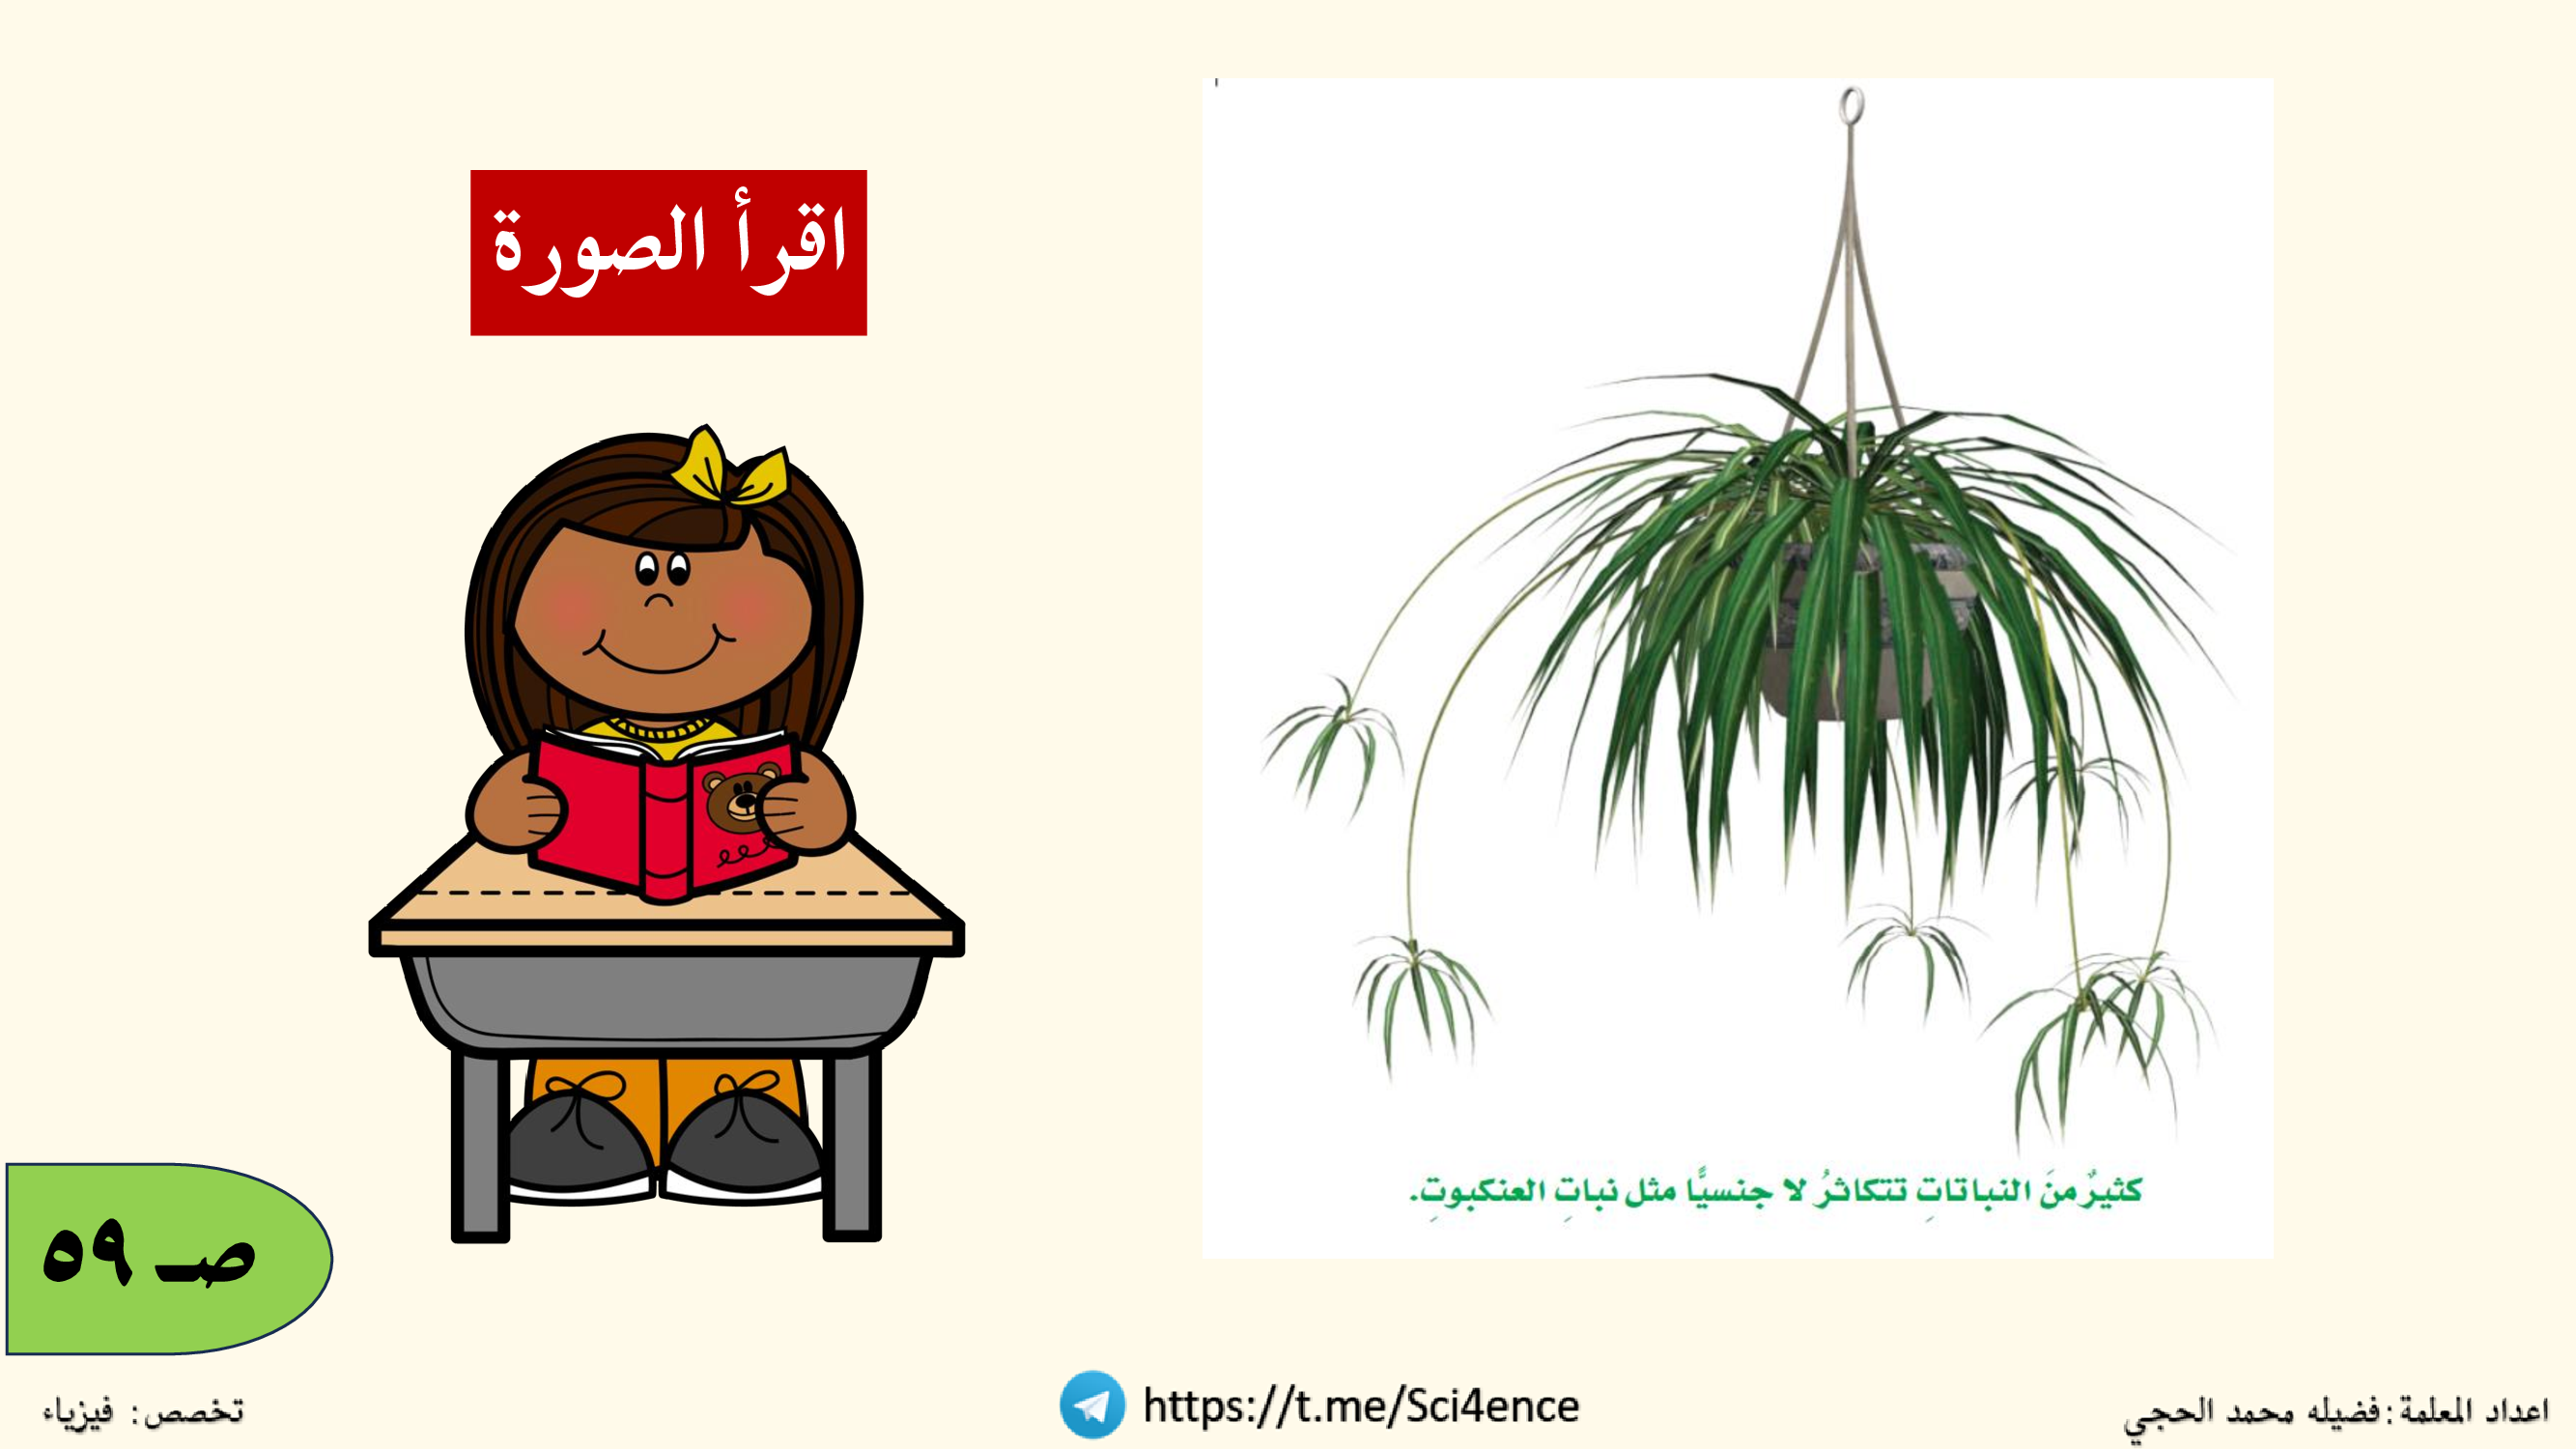 اقرأ الصورة
كثيرٌ منَ النباتاتِ تتكاثرُ لا جنسيًّا مثل نباتِ العنكبوتِ.
صـ ٥٩
اعداد المعلمة:فضيله محمد الحجي
https://t.me/Sci4ence
تخصص: فيزياء